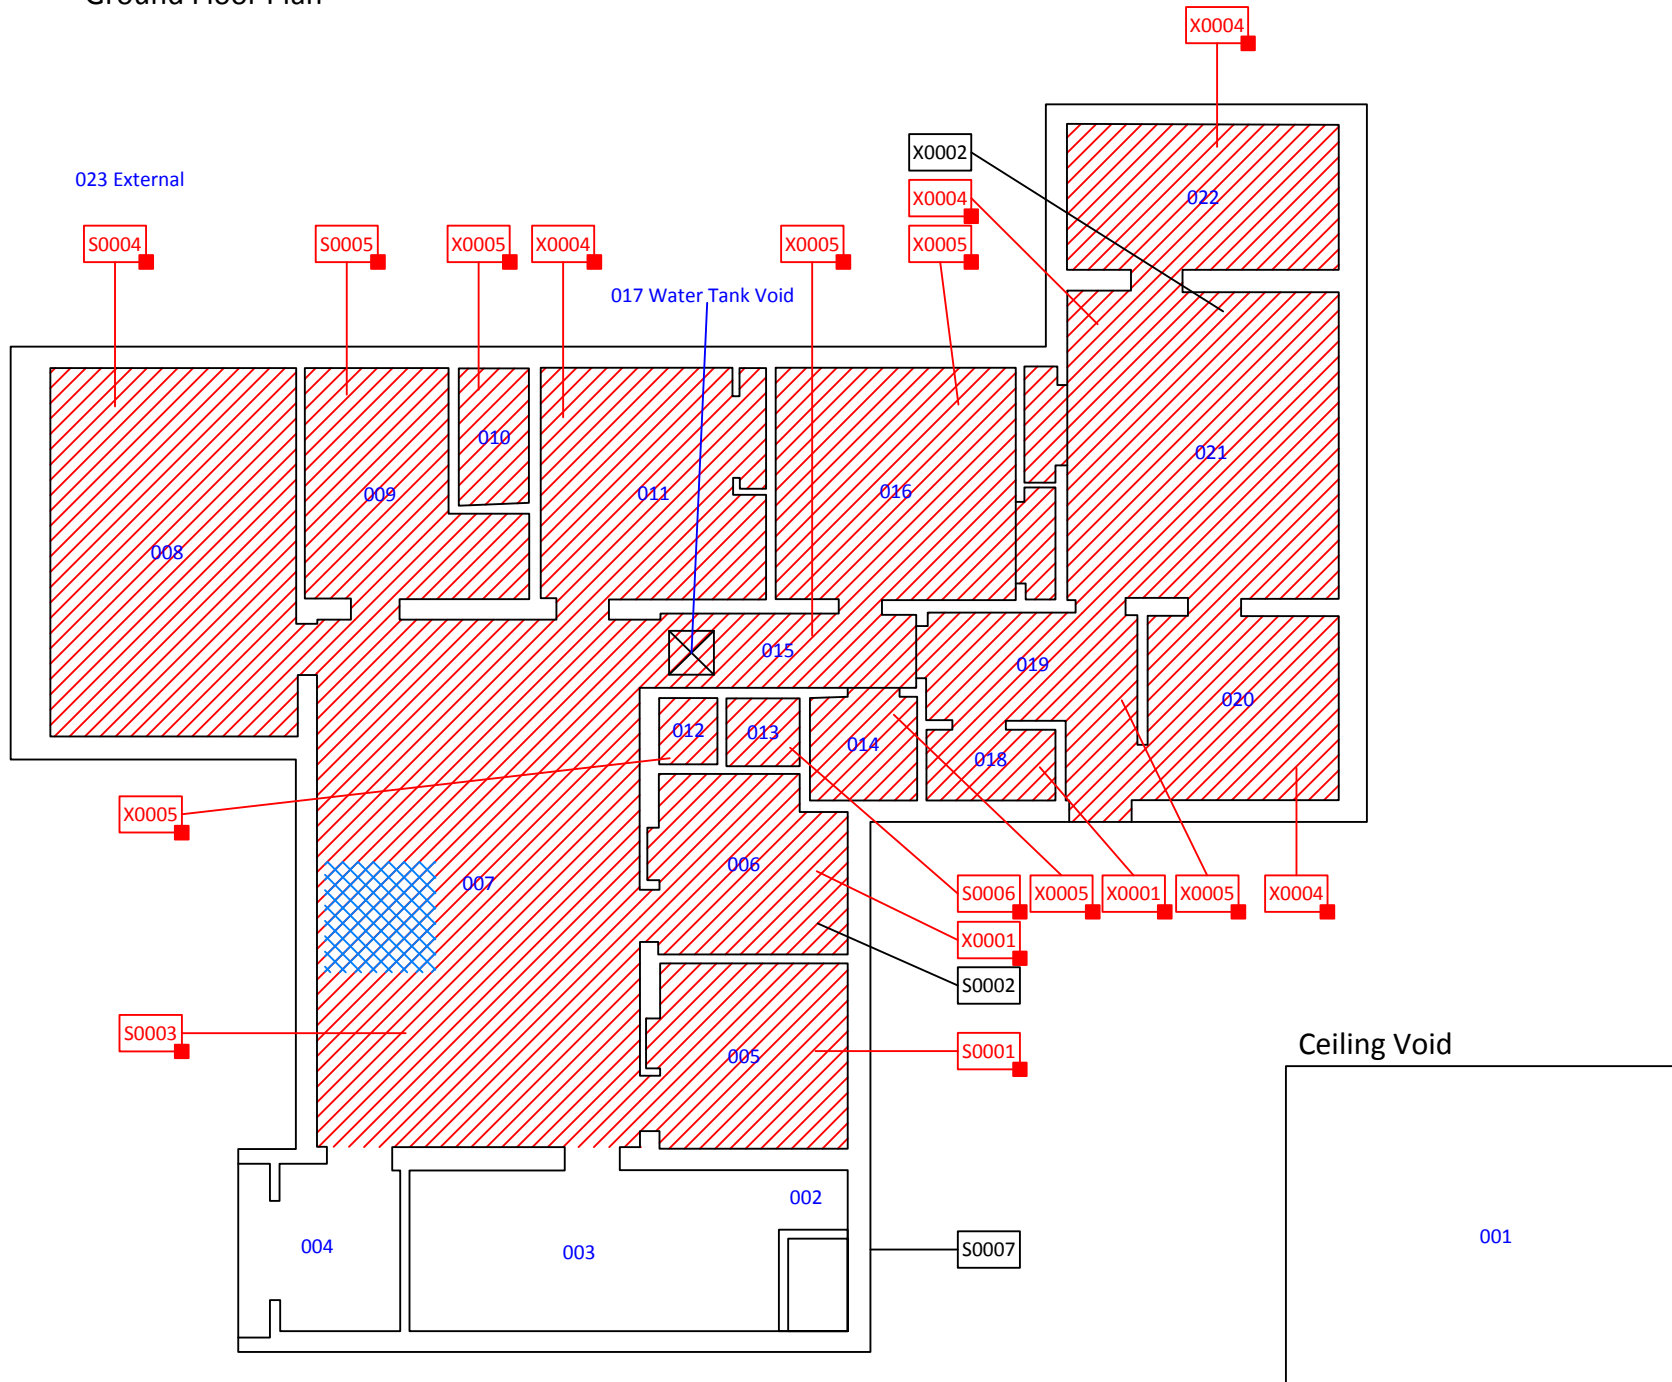 Ground Floor Plan
X0004
X0002
023 External
X0004
022
S0004
S0005
X0005
X0004
X0005
X0005
017 Water Tank Void
010
021
009
011
016
008
015
019
020
012
013
014
018
X0005
006
007
S0006
X0005
X0001
X0005
X0004
X0001
S0002
S0003
005
S0001
Ceiling Void
002
004
003
S0007
001